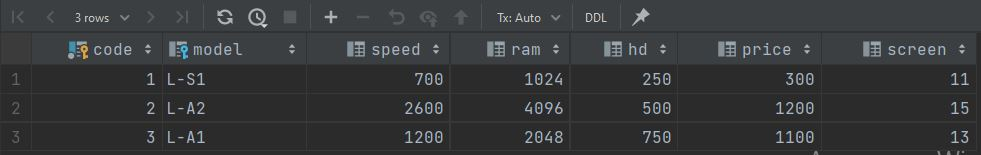 3 rows Tx: Auto DDL
code model speed ram hd price screen
1 1 L-S1 700 1024 250 300 11
2 2 L-A2 2600 4096 500 1200 15
3 3 L-A1 1200 2048 750 1100 13